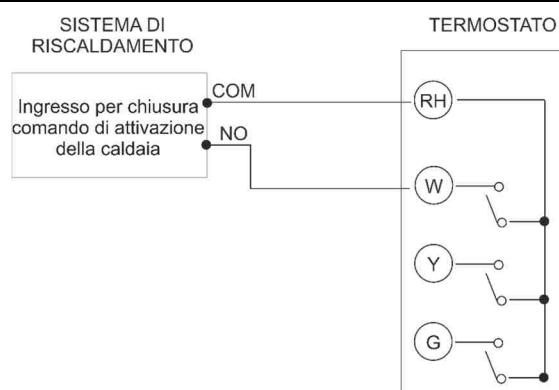 SISTEMA DI
RISCALDAMENTO
TERMOSTATO
Ingresso per chiusura
comando di attivazione
della caldaia
COM
NO
RH
W
Y
G